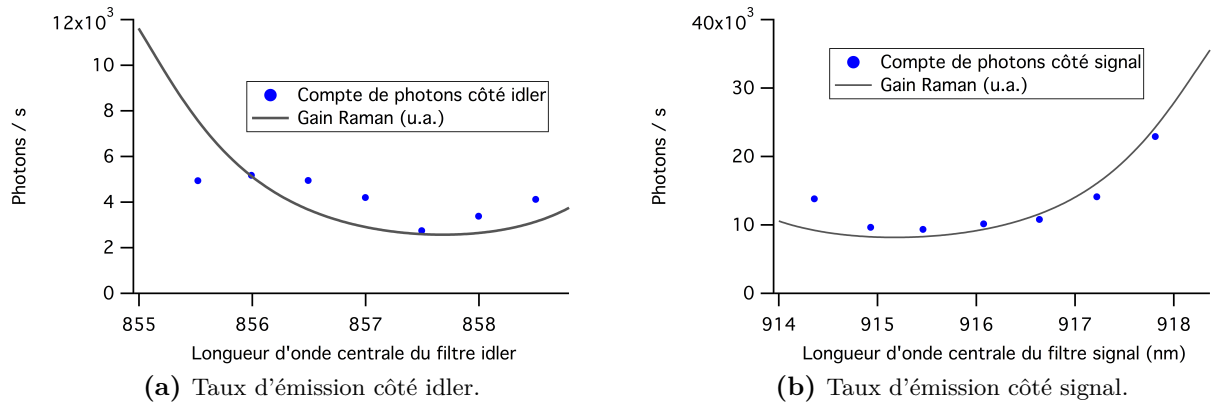 12x10³
10
8
6
4
2
0
Photons / s
Compte de photons côté idler
Gain Raman (u.a.)
855 856 857 858
Longueur d'onde centrale du filtre idler
(a) Taux d'émission côté idler.
40x10³
30
20
10
0
Photons / s
Compte de photons côté signal
Gain Raman (u.a.)
914 915 916 917 918
Longueur d'onde centrale du filtre signal (nm)
(b) Taux d'émission côté signal.